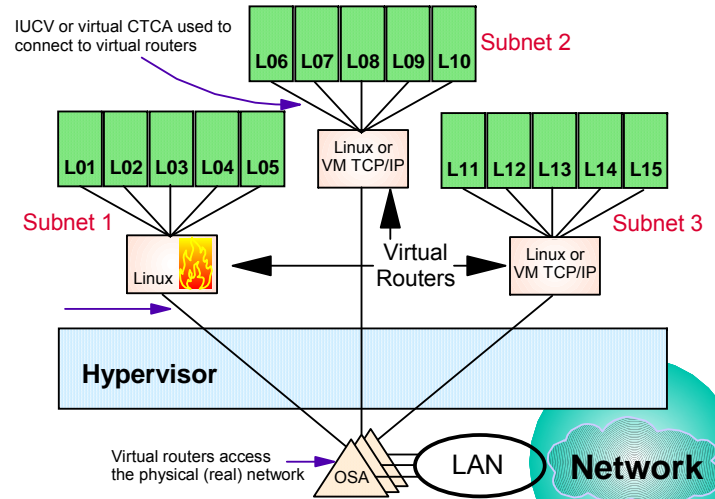 IUCV or virtual CTCA used to
connect to virtual routers
L06 L07 L08 L09 L10
Subnet 2
L01 L02 L03 L04 L05
Linux or
VM TCP/IP
L11 L12 L13 L14 L15
Subnet 1
Subnet 3
Linux
Virtual
Routers
Linux or
VM TCP/IP
Hypervisor
Virtual routers access
the physical (real) network
OSA
LAN
Network